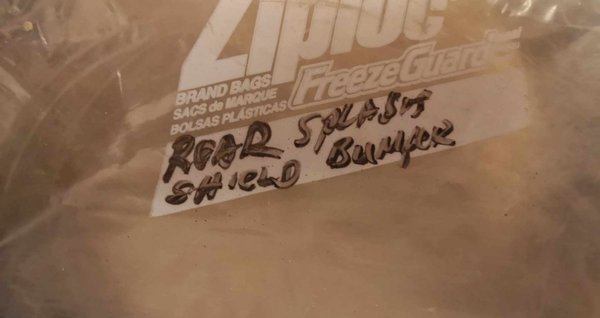 Ziploc
BRAND BAGS
SACS de MARQUE
BOLSAS PLÁSTICAS
FreezeGuard
REAR SPLASH
SHIELD BUMPER